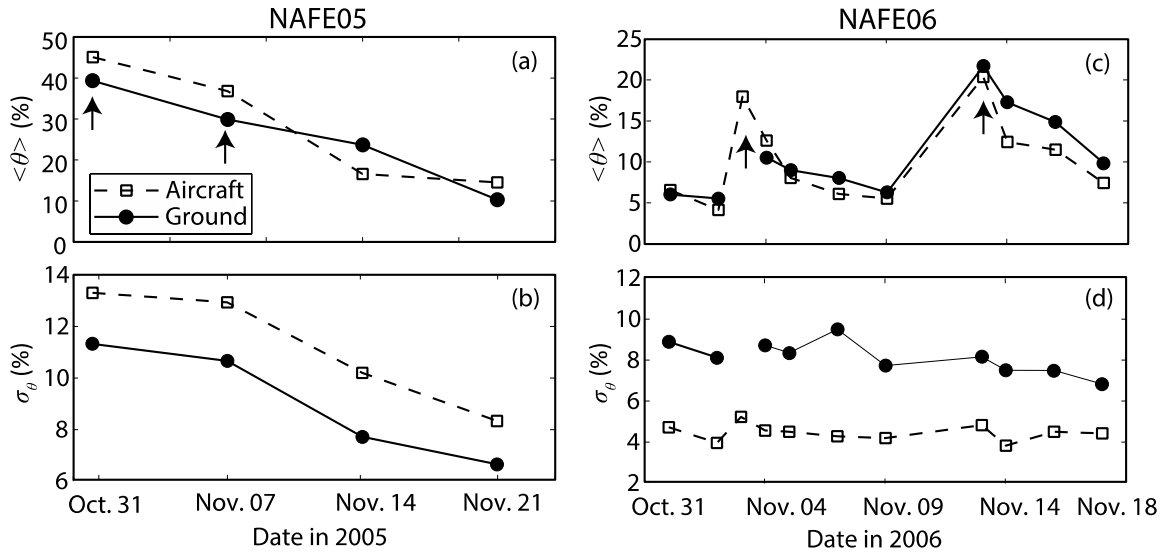 NAFE05
50
40
30
20
10
0
<θ> (%)
(a)
Aircraft
Ground
14
12
10
8
6
σθ (%)
(b)
Oct. 31 Nov. 07 Nov. 14 Nov. 21
Date in 2005
NAFE06
25
20
15
10
5
0
<θ> (%)
(c)
12
10
8
6
4
2
σθ (%)
(d)
Oct. 31 Nov. 04 Nov. 09 Nov. 14 Nov. 18
Date in 2006